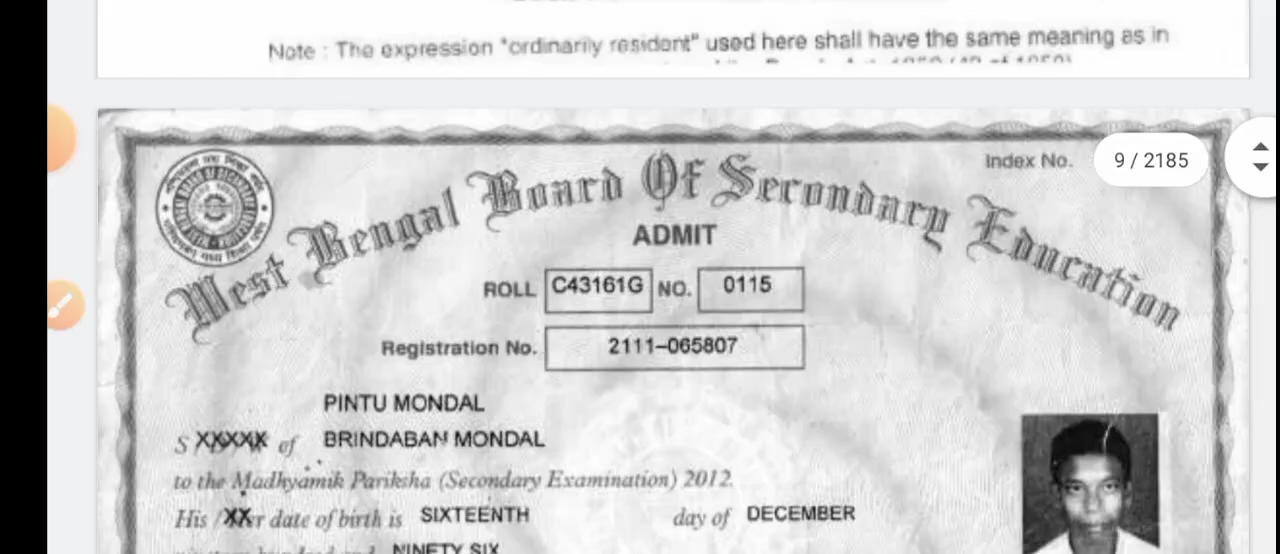 Note : The expression "ordinarily resident" used here shall have the same meaning as in
Index No.
9 / 2185
West Bengal Board Of Secondary Education
ADMIT
ROLL C43161G NO. 0115
Registration No. 2111-065807
PINTU MONDAL
S XXXXX of BRINDABAN MONDAL
to the Madhyamik Pariksha (Secondary Examination) 2012.
His / XXer date of birth is SIXTEENTH day of DECEMBER
NINETY SIX